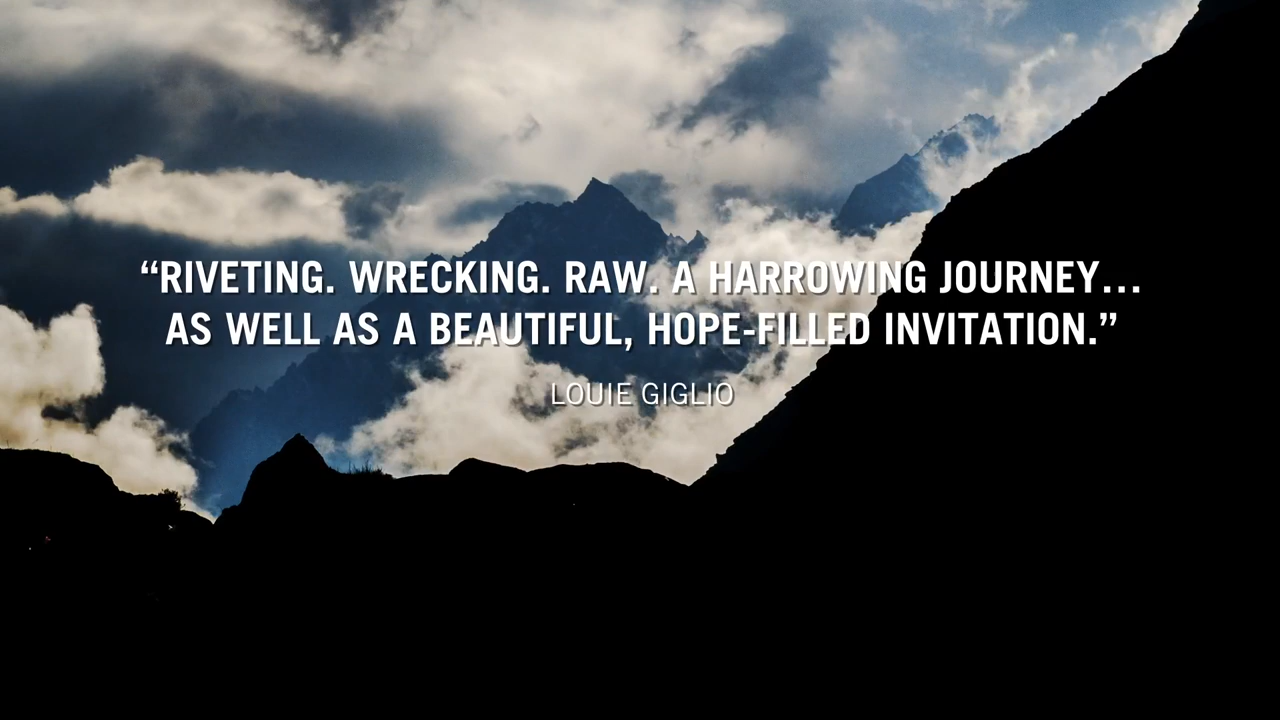 “RIVETING. WRECKING. RAW. A HARROWING JOURNEY…
AS WELL AS A BEAUTIFUL, HOPE-FILLED INVITATION.”
LOUIE GIGLIO